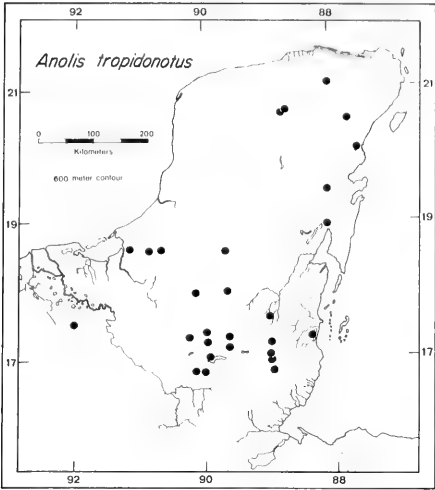 90 88
Anolis tropidonotus
21 21
0 100 200
Kilometers
600 meter contour
19 19
17 17
92 90 88